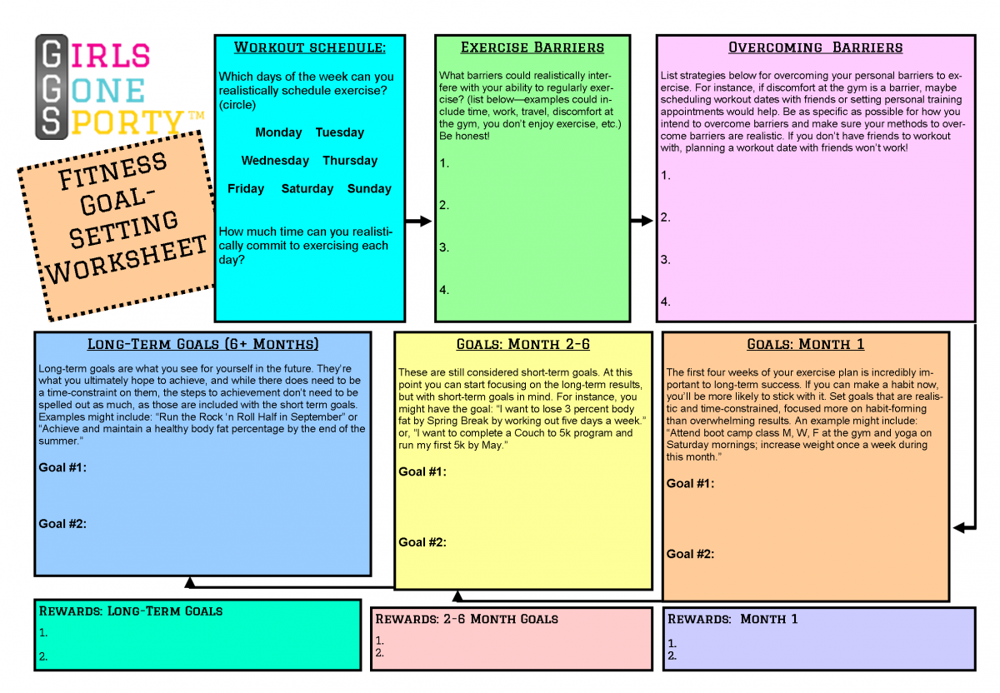 GIRLS
GONE
SPORTY™
FITNESS
GOAL-
SETTING
WORKSHEET
WORKOUT SCHEDULE:
Which days of the week can you
realistically schedule exercise?
(circle)
Monday Tuesday
Wednesday Thursday
Friday Saturday Sunday
How much time can you realisti-
cally commit to exercising each
day?
EXERCISE BARRIERS
What barriers could realistically inter-
fere with your ability to regularly exer-
cise? (list below—examples could in-
clude time, work, travel, discomfort at
the gym, you don’t enjoy exercise, etc.)
Be honest!
1.
2.
3.
4.
OVERCOMING BARRIERS
List strategies below for overcoming your personal barriers to ex-
ercise. For instance, if discomfort at the gym is a barrier, maybe
scheduling workout dates with friends or setting personal training
appointments would help. Be as specific as possible for how you
intend to overcome barriers and make sure your methods to over-
come barriers are realistic. If you don’t have friends to workout
with, planning a workout date with friends won’t work!
1.
2.
3.
4.
GOALS: MONTH 1
The first four weeks of your exercise plan is incredibly im-
portant to long-term success. If you can make a habit now,
you’ll be more likely to stick with it. Set goals that are realis-
tic and time-constrained, focused more on habit-forming
than overwhelming results. An example might include:
“Attend boot camp class M, W, F at the gym and yoga on
Saturday mornings; increase weight once a week during
this month.”
Goal #1:
Goal #2:
GOALS: MONTH 2-6
These are still considered short-term goals. At this
point you can start focusing on the long-term results,
but with short-term goals in mind. For instance, you
might have the goal: “I want to lose 3 percent body
fat by Spring Break by working out five days a week.”
or, “I want to complete a Couch to 5k program and
run my first 5k by May.”
Goal #1:
Goal #2:
LONG-TERM GOALS (6+ MONTHS)
Long-term goals are what you see for yourself in the future. They’re
what you ultimately hope to achieve, and while there does need to be
a time-constraint on them, the steps to achievement don’t need to be
spelled out as much, as those are included with the short term goals.
Examples might include: “Run the Rock ‘n Roll Half in September” or
“Achieve and maintain a healthy body fat percentage by the end of the
summer.”
Goal #1:
Goal #2:
REWARDS: LONG-TERM GOALS
1.
2.
REWARDS: 2-6 MONTH GOALS
1.
2.
REWARDS: MONTH 1
1.
2.